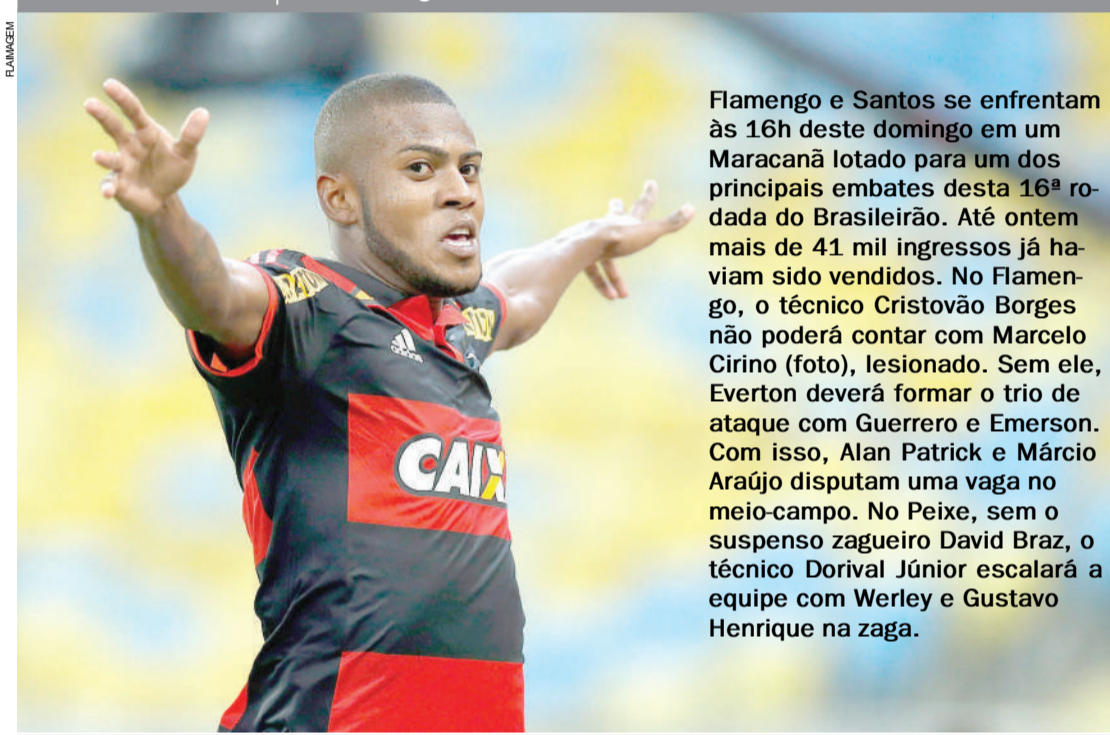 FLAIMAGEM
Flamengo e Santos se enfrentam
às 16h deste domingo em um
Maracanã lotado para um dos
principais embates desta 16ª ro-
dada do Brasileirão. Até ontem
mais de 41 mil ingressos já ha-
viam sido vendidos. No Flamen-
go, o técnico Cristovão Borges
não poderá contar com Marcelo
Cirino (foto), lesionado. Sem ele,
Everton deverá formar o trio de
ataque com Guerrero e Emerson.
Com isso, Alan Patrick e Márcio
Araújo disputam uma vaga no
meio-campo. No Peixe, sem o
suspenso zagueiro David Braz, o
técnico Dorival Júnior escalará a
equipe com Werley e Gustavo
Henrique na zaga.
adidas
CAIX